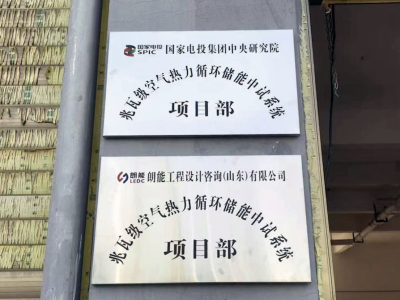 国家电投 SPIC 国家电投集团中央研究院
兆瓦级空气热力循环储能中试系统
项目部
朗能 LEDC 朗能工程设计咨询(山东)有限公司
兆瓦级空气热力循环储能中试系统
项目部